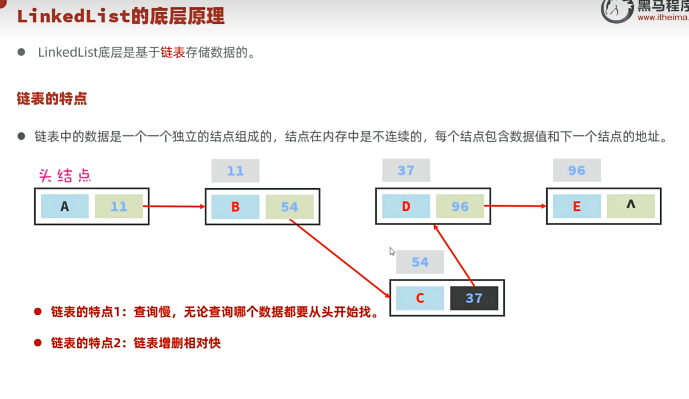 LinkedList的底层原理
黑马程序
www.itheima.
LinkedList底层是基于链表存储数据的。
链表的特点
链表中的数据是一个一个独立的结点组成的，结点在内存中是不连续的，每个结点包含数据值和下一个结点的地址。
头结点
11
37
96
A 11
B 54
D 96
E ^
54
C 37
链表的特点1：查询慢，无论查询哪个数据都要从头开始找。
链表的特点2：链表增删相对快